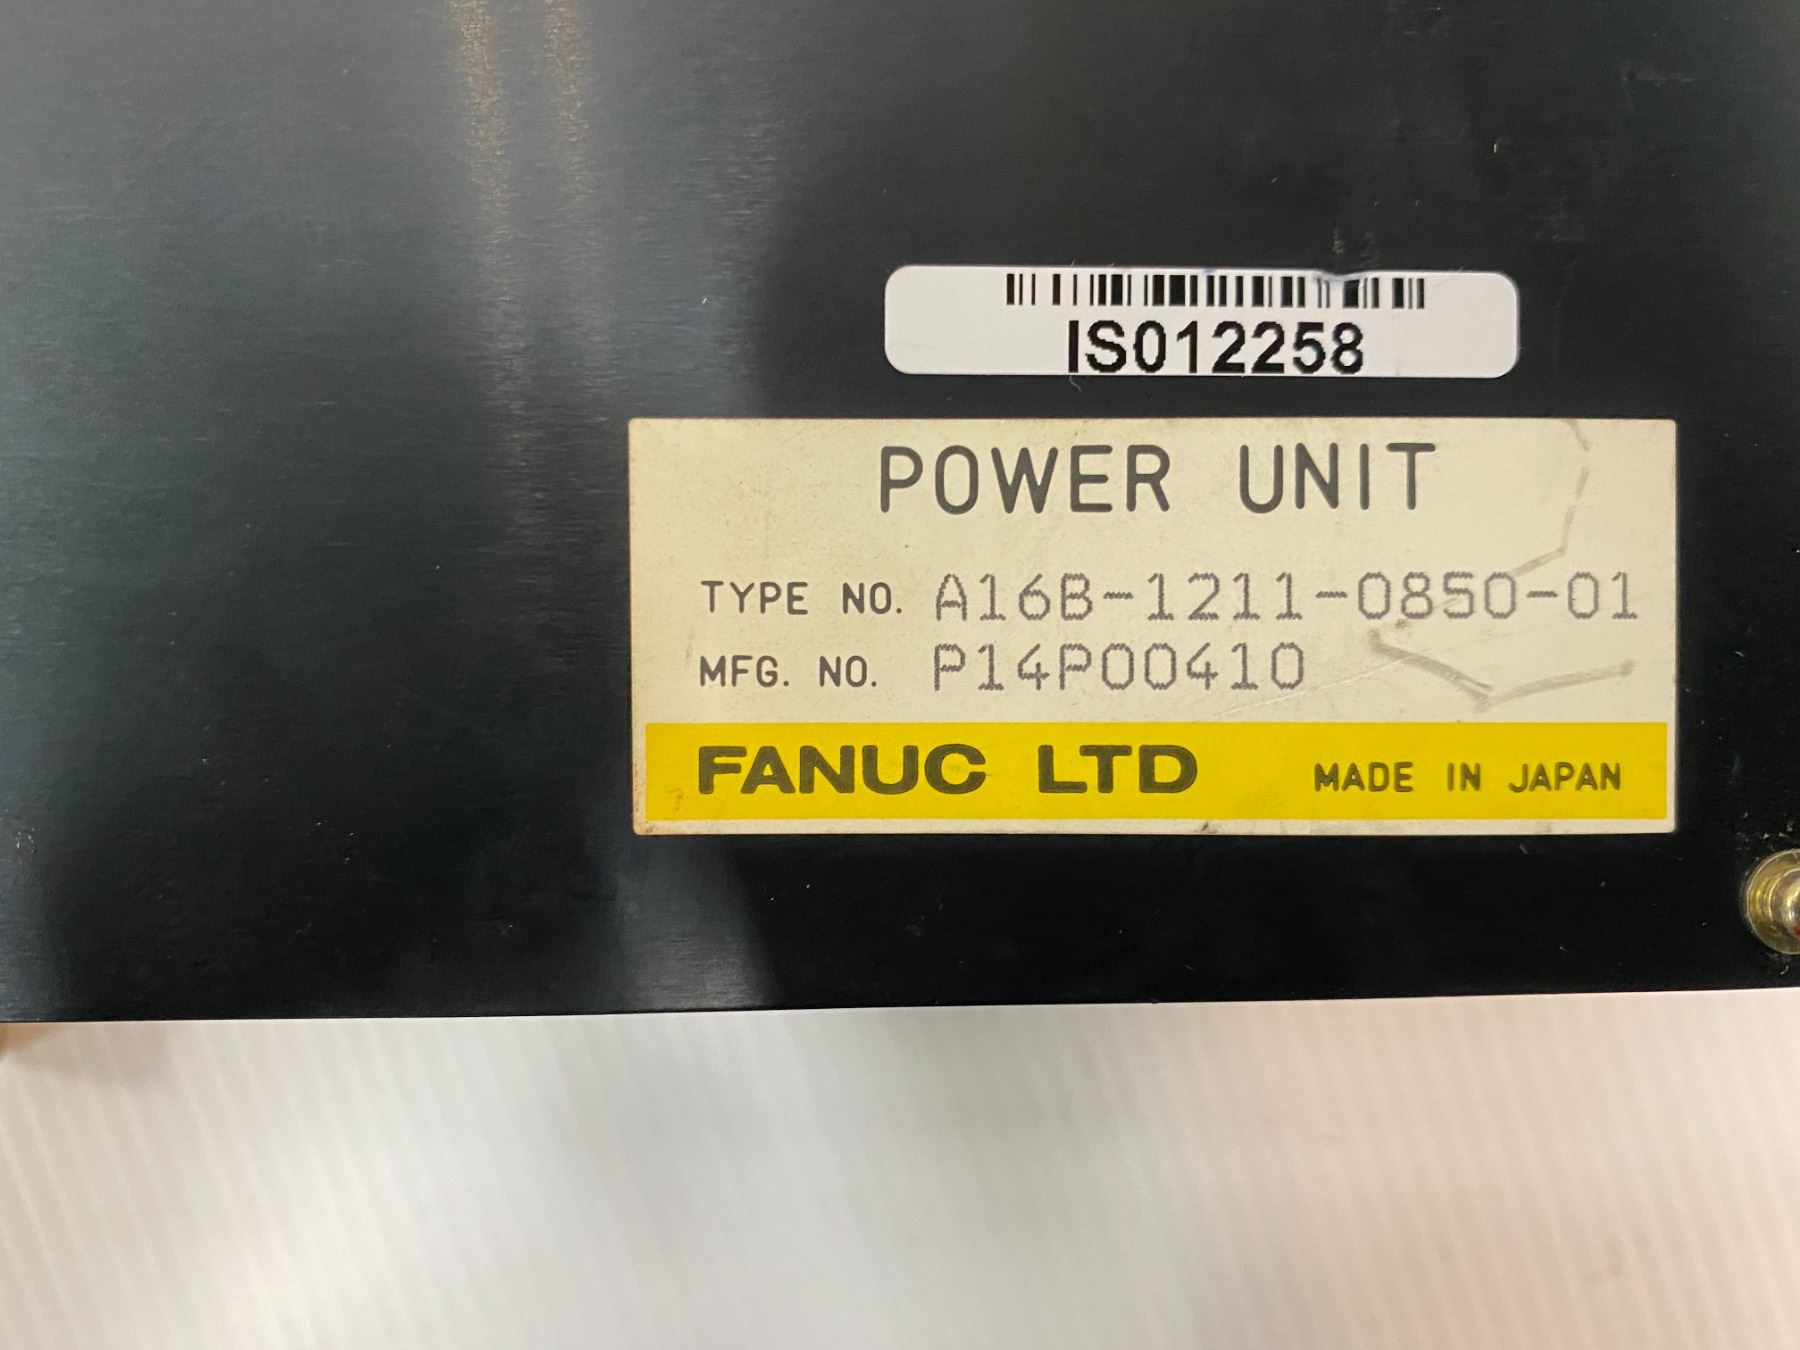 IS012258
POWER UNIT
TYPE NO. A16B-1211-0850-01
MFG. NO. P14P00410
FANUC LTD MADE IN JAPAN